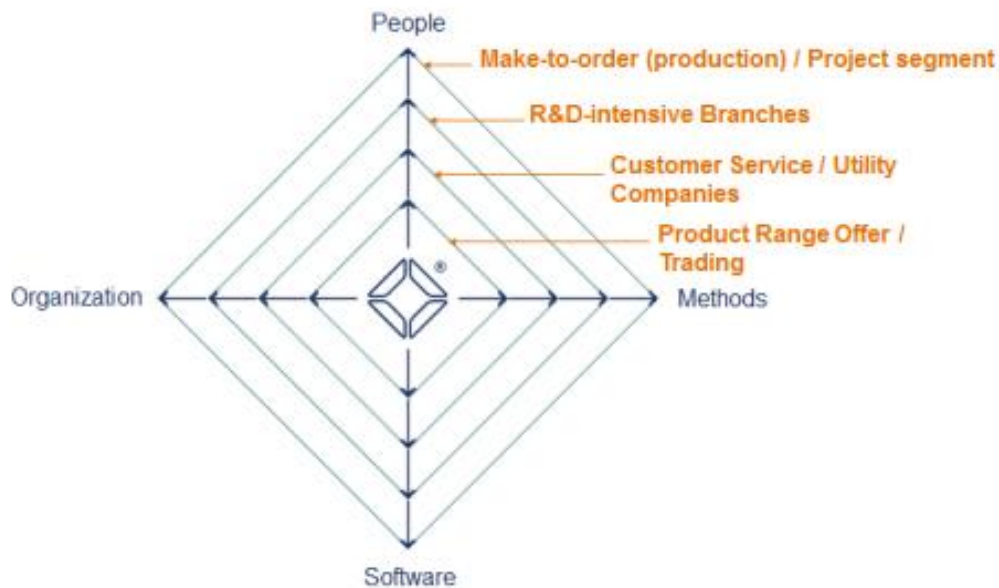 People
Make-to-order (production) / Project segment
R&D-intensive Branches
Customer Service / Utility
Companies
Product Range Offer /
Trading
®
Organization
Methods
Software